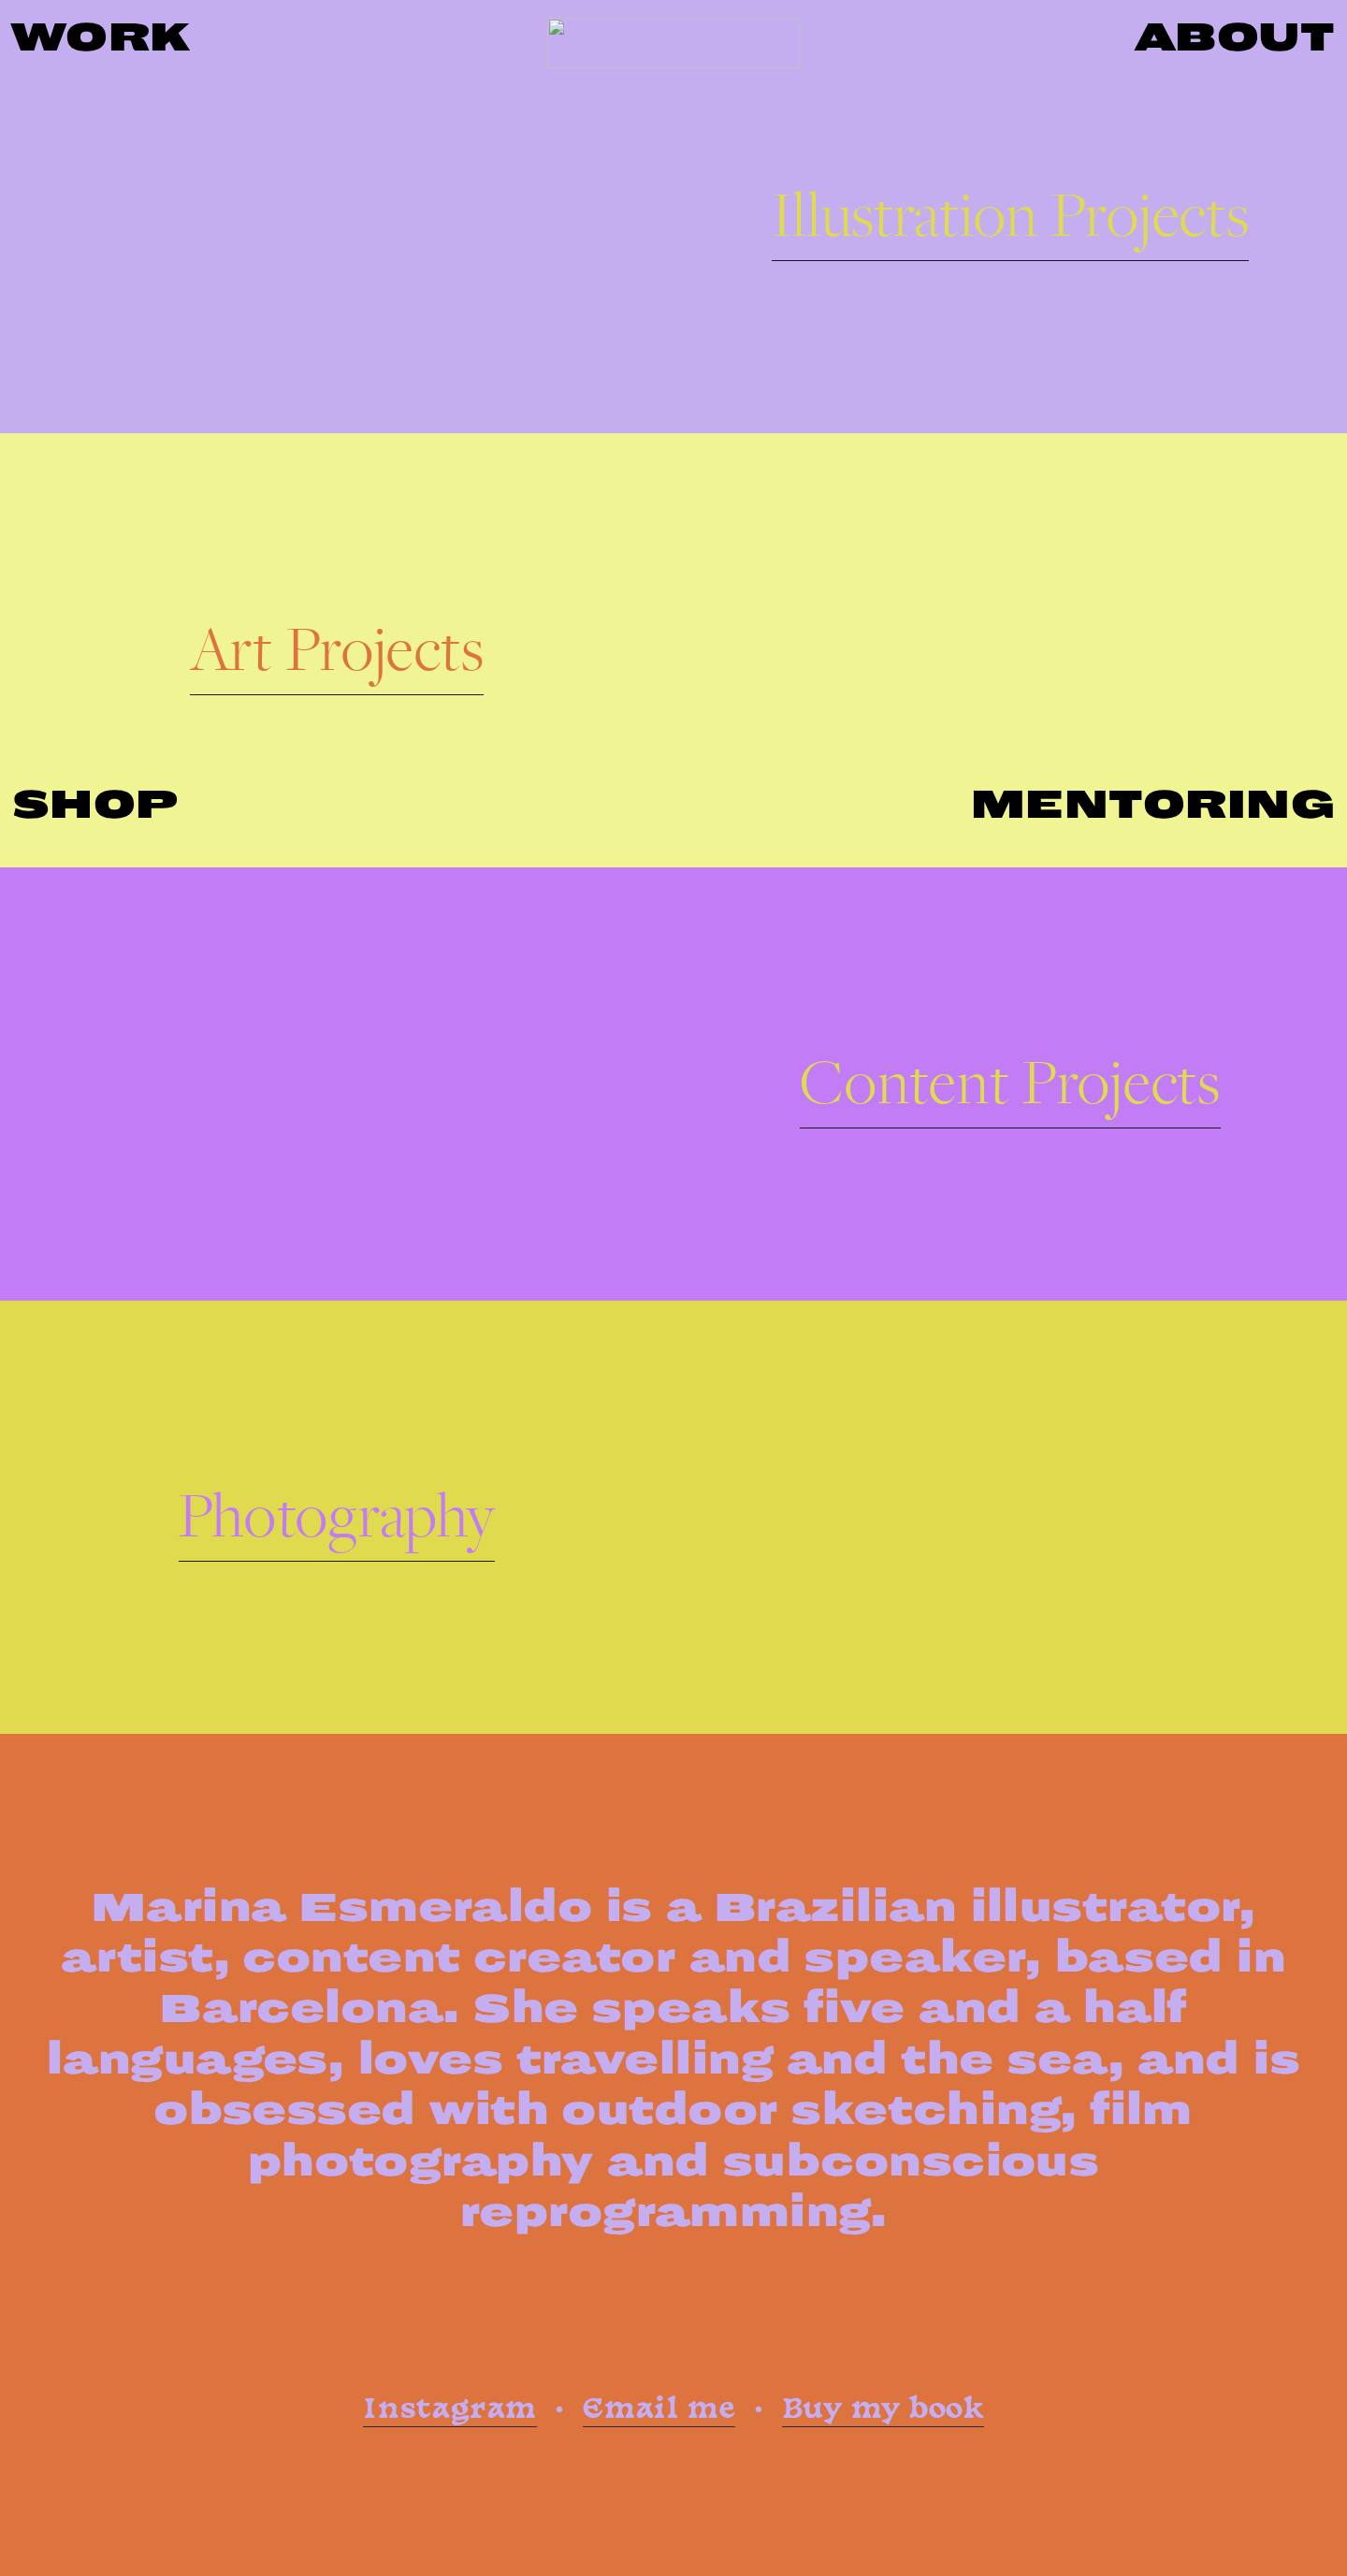 WORK
ABOUT
Illustration Projects
Art Projects
SHOP
MENTORING
Content Projects
Photography
Marina Esmeraldo is a Brazilian illustrator,
artist, content creator and speaker, based in
Barcelona. She speaks five and a half
languages, loves travelling and the sea, and is
obsessed with outdoor sketching, film
photography and subconscious
reprogramming.
Instagram • Email me • Buy my book